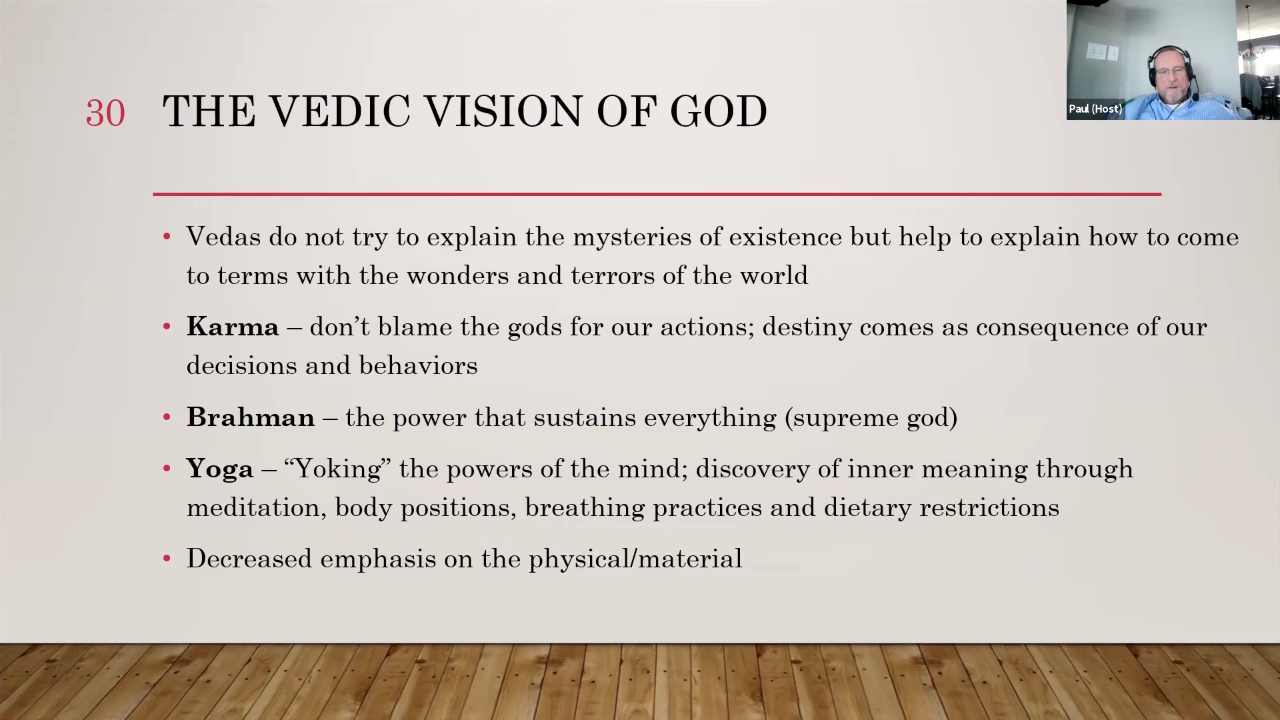 30 THE VEDIC VISION OF GOD
Paul (Host)
• Vedas do not try to explain the mysteries of existence but help to explain how to come
to terms with the wonders and terrors of the world
• Karma – don’t blame the gods for our actions; destiny comes as consequence of our
decisions and behaviors
• Brahman – the power that sustains everything (supreme god)
• Yoga – “Yoking” the powers of the mind; discovery of inner meaning through
meditation, body positions, breathing practices and dietary restrictions
• Decreased emphasis on the physical/material